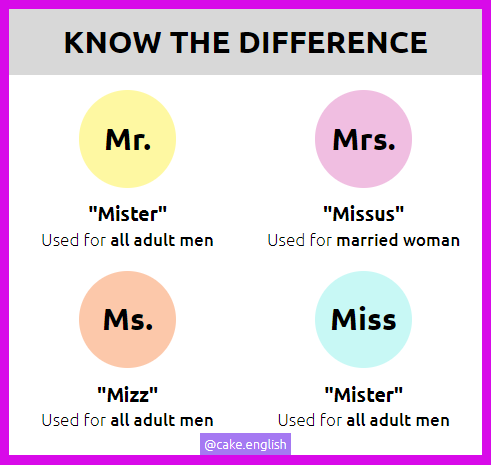 KNOW THE DIFFERENCE
Mr.
Mrs.
"Mister"
"Missus"
Used for all adult men
Used for married woman
Ms.
Miss
"Mizz"
"Mister"
Used for all adult men
Used for all adult men
@cake.english